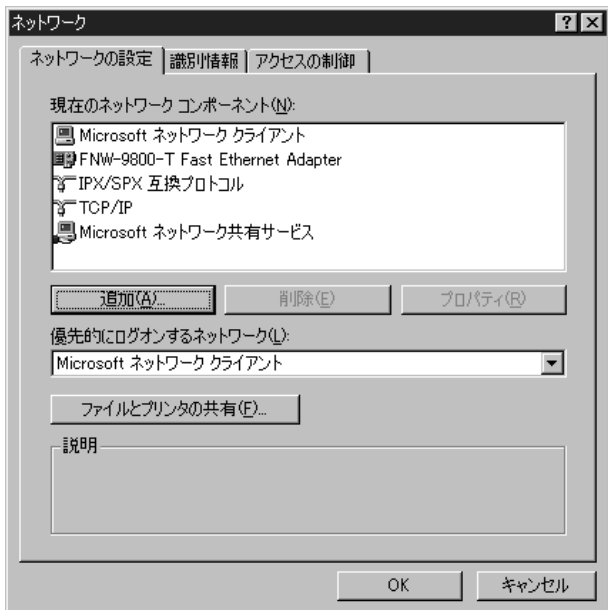 ネットワーク
ネットワークの設定 識別情報 アクセスの制御
現在のネットワーク コンポーネント(N):
Microsoft ネットワーク クライアント
FNW-9800-T Fast Ethernet Adapter
IPX/SPX 互換プロトコル
TCP/IP
Microsoft ネットワーク共有サービス
追加(A)... 削除(E) プロパティ(R)
優先的にログオンするネットワーク(L):
Microsoft ネットワーク クライアント
ファイルとプリンタの共有(F)...
説明
OK キャンセル